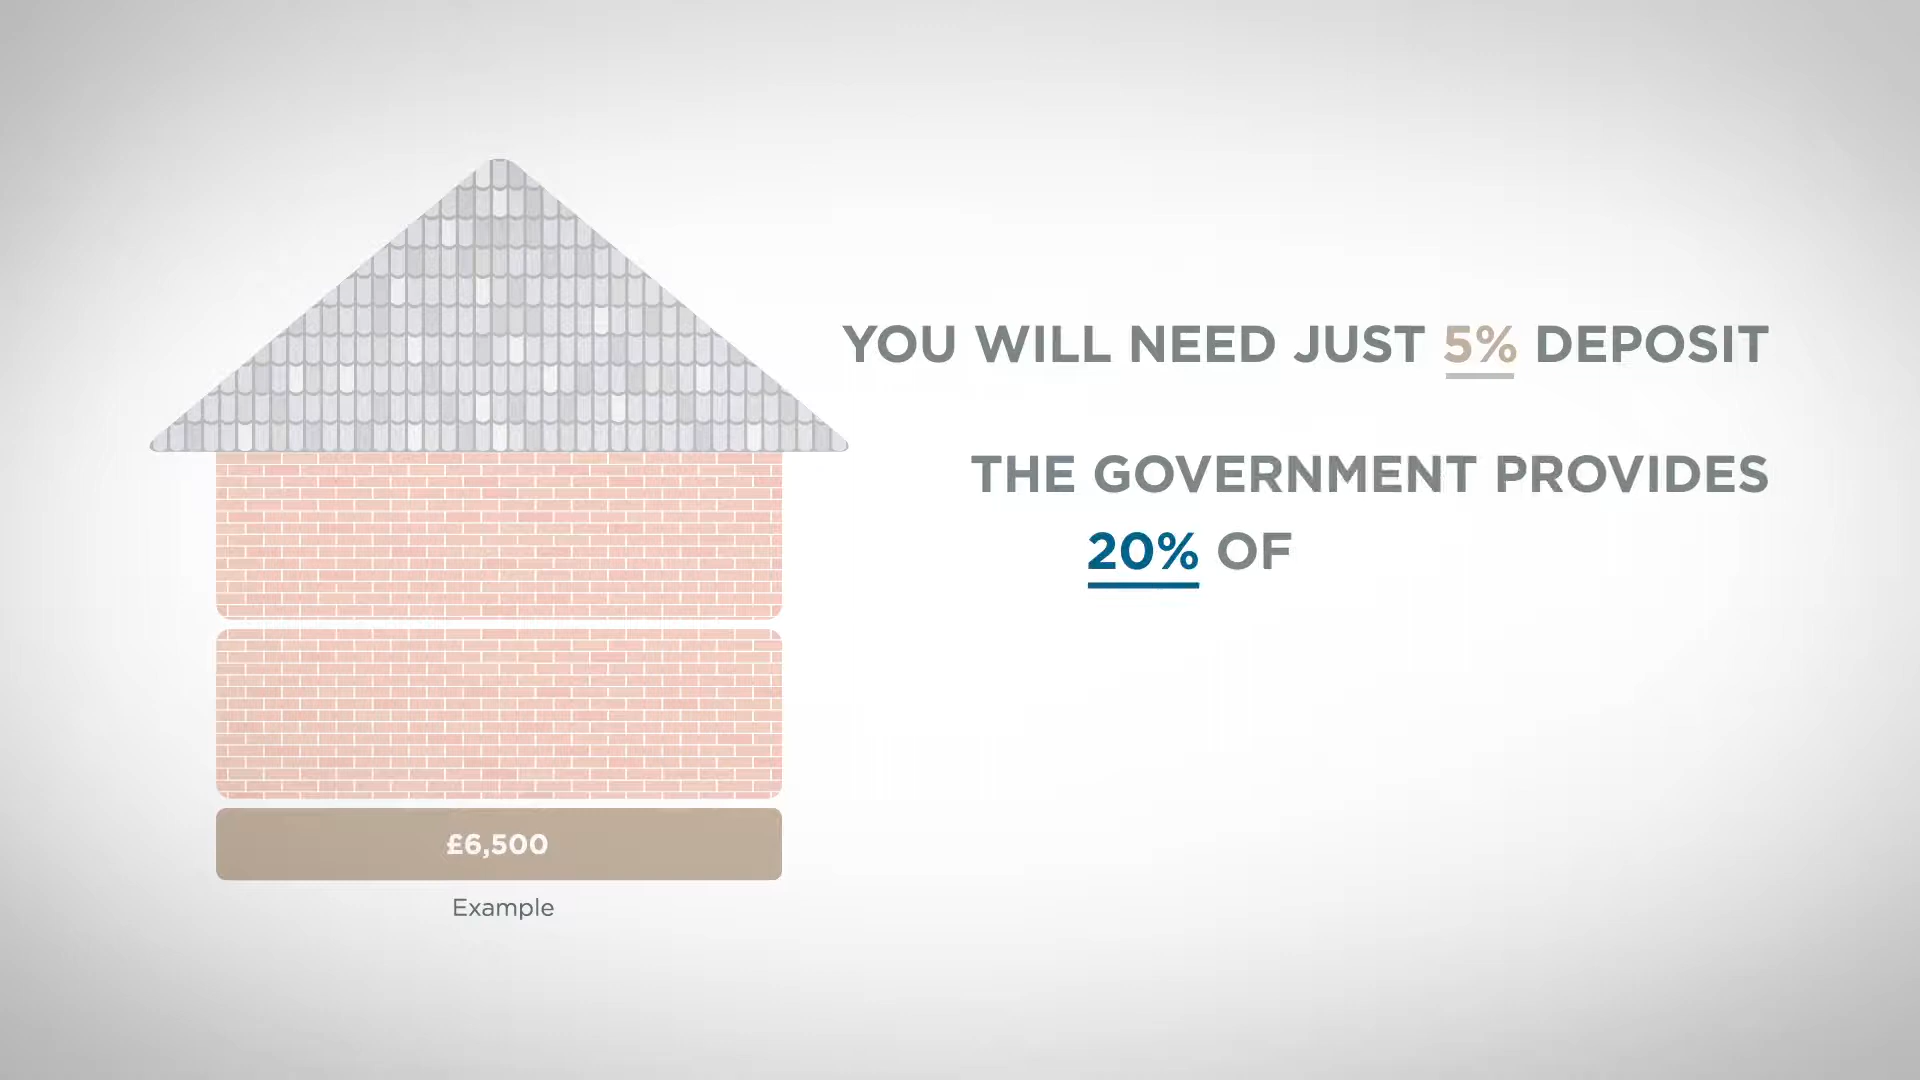 YOU WILL NEED JUST 5% DEPOSIT
THE GOVERNMENT PROVIDES
20% OF
£6,500
Example